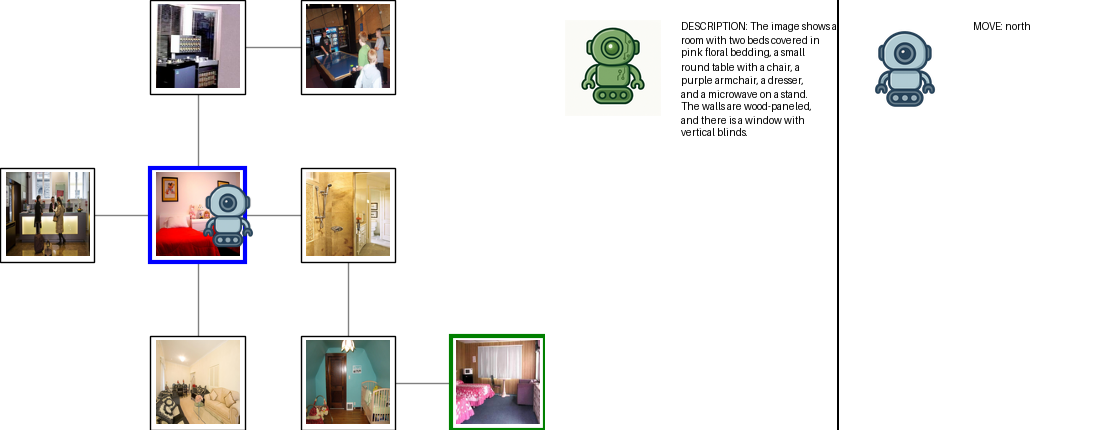 DESCRIPTION: The image shows a
room with two beds covered in
pink floral bedding, a small
round table with a chair, a
purple armchair, a dresser,
and a microwave on a stand.
The walls are wood-paneled,
and there is a window with
vertical blinds.
MOVE: north